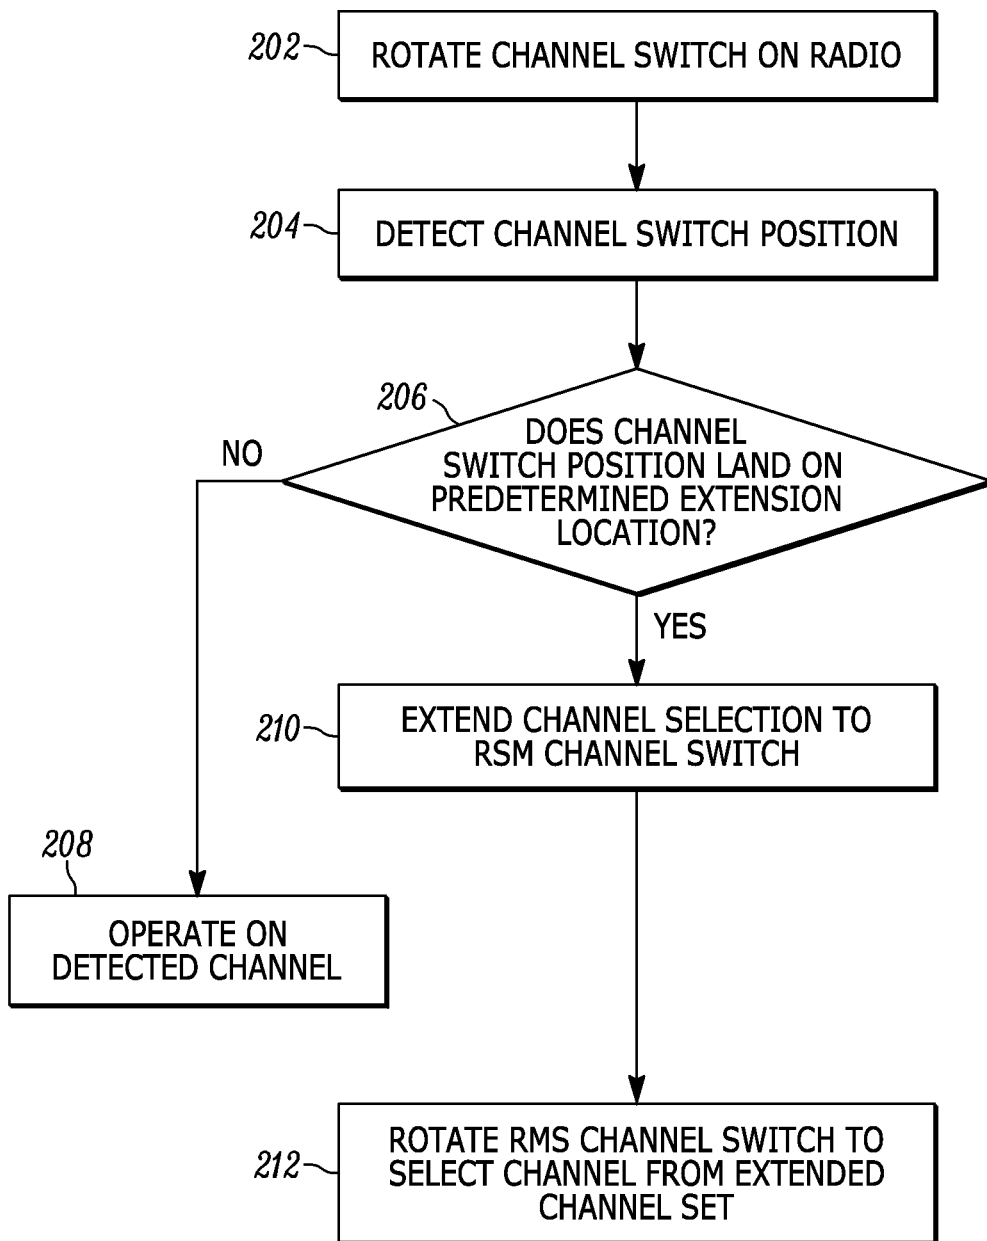 202
ROTATE CHANNEL SWITCH ON RADIO
204
DETECT CHANNEL SWITCH POSITION
206
DOES CHANNEL
SWITCH POSITION LAND ON
PREDETERMINED EXTENSION
LOCATION?
NO
YES
210
EXTEND CHANNEL SELECTION TO
RSM CHANNEL SWITCH
208
OPERATE ON
DETECTED CHANNEL
212
ROTATE RMS CHANNEL SWITCH TO
SELECT CHANNEL FROM EXTENDED
CHANNEL SET